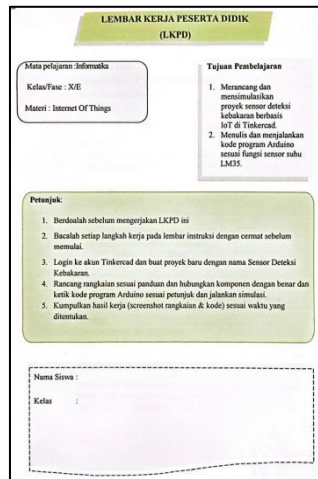 LEMBAR KERJA PESERTA DIDIK
(LKPD)
Mata pelajaran :Informatika
Kelas/Fase : X/E
Materi : Internet Of Things
Tujuan Pembelajaran
1. Merancang dan
mensimulasikan
proyek sensor deteksi
kebakaran berbasis
IoT di Tinkercad.
2. Menulis dan menjalankan
kode program Arduino
sesuai fungsi sensor suhu
LM35.
Petunjuk:
1. Berdoalah sebelum mengerjakan LKPD ini
2. Bacalah setiap langkah kerja pada lembar instruksi dengan cermat sebelum
memulai.
3. Login ke akun Tinkercad dan buat proyek baru dengan nama Sensor Deteksi
Kebakaran.
4. Rancang rangkaian sesuai panduan dan hubungkan komponen dengan benar dan
ketik kode program Arduino sesuai petunjuk dan jalankan simulasi.
5. Kumpulkan hasil kerja (screenshot rangkaian & kode) sesuai waktu yang
ditentukan.
Nama Siswa :
Kelas :